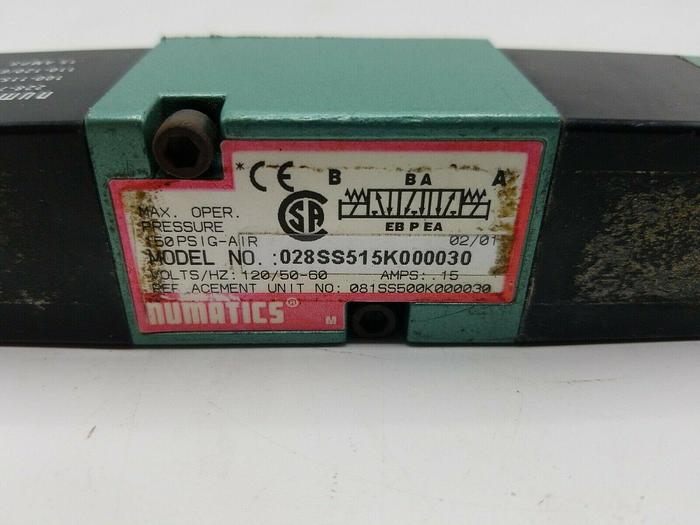 * CE B BA A
SA
EB P EA
MAX. OPER.
PRESSURE
150PSIG-AIR 02/01
MODEL NO.:028SS515K000030
VOLTS/HZ:120/50-60 AMPS:.15
REPLACEMENT UNIT NO: 081SS500K000030
numatics® M